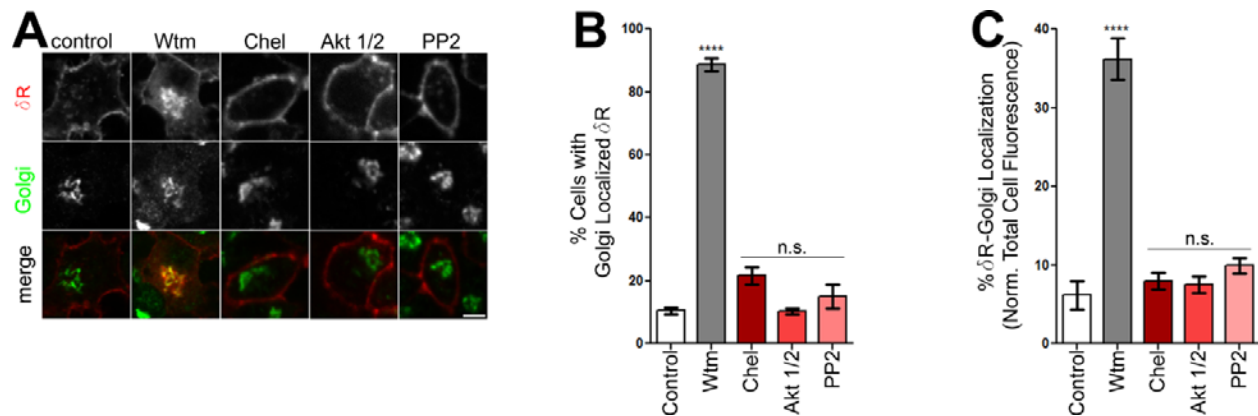 A
control Wtm Chel Akt 1/2 PP2
δR
Golgi
merge
B
% Cells with
Golgi Localized δR
100
80
60
40
20
0
****
n.s.
Control
Wtm
Chel
Akt 1/2
PP2
C
% δR-Golgi Localization
(Norm. Total Cell Fluorescence)
40
30
20
10
0
****
n.s.
Control
Wtm
Chel
Akt 1/2
PP2